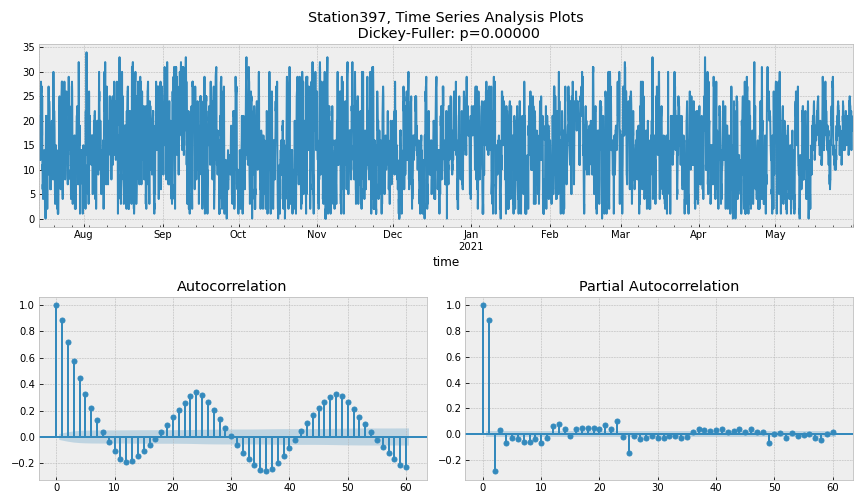 Station397, Time Series Analysis Plots
Dickey-Fuller: p=0.00000
35
30
25
20
15
10
5
0
Aug Sep Oct Nov Dec Jan Feb Mar Apr May
2021
time
Autocorrelation Partial Autocorrelation
1.0 1.0
0.8 0.8
0.6 0.6
0.4 0.4
0.2 0.2
0.0 0.0
−0.2 −0.2
0 10 20 30 40 50 60 0 10 20 30 40 50 60